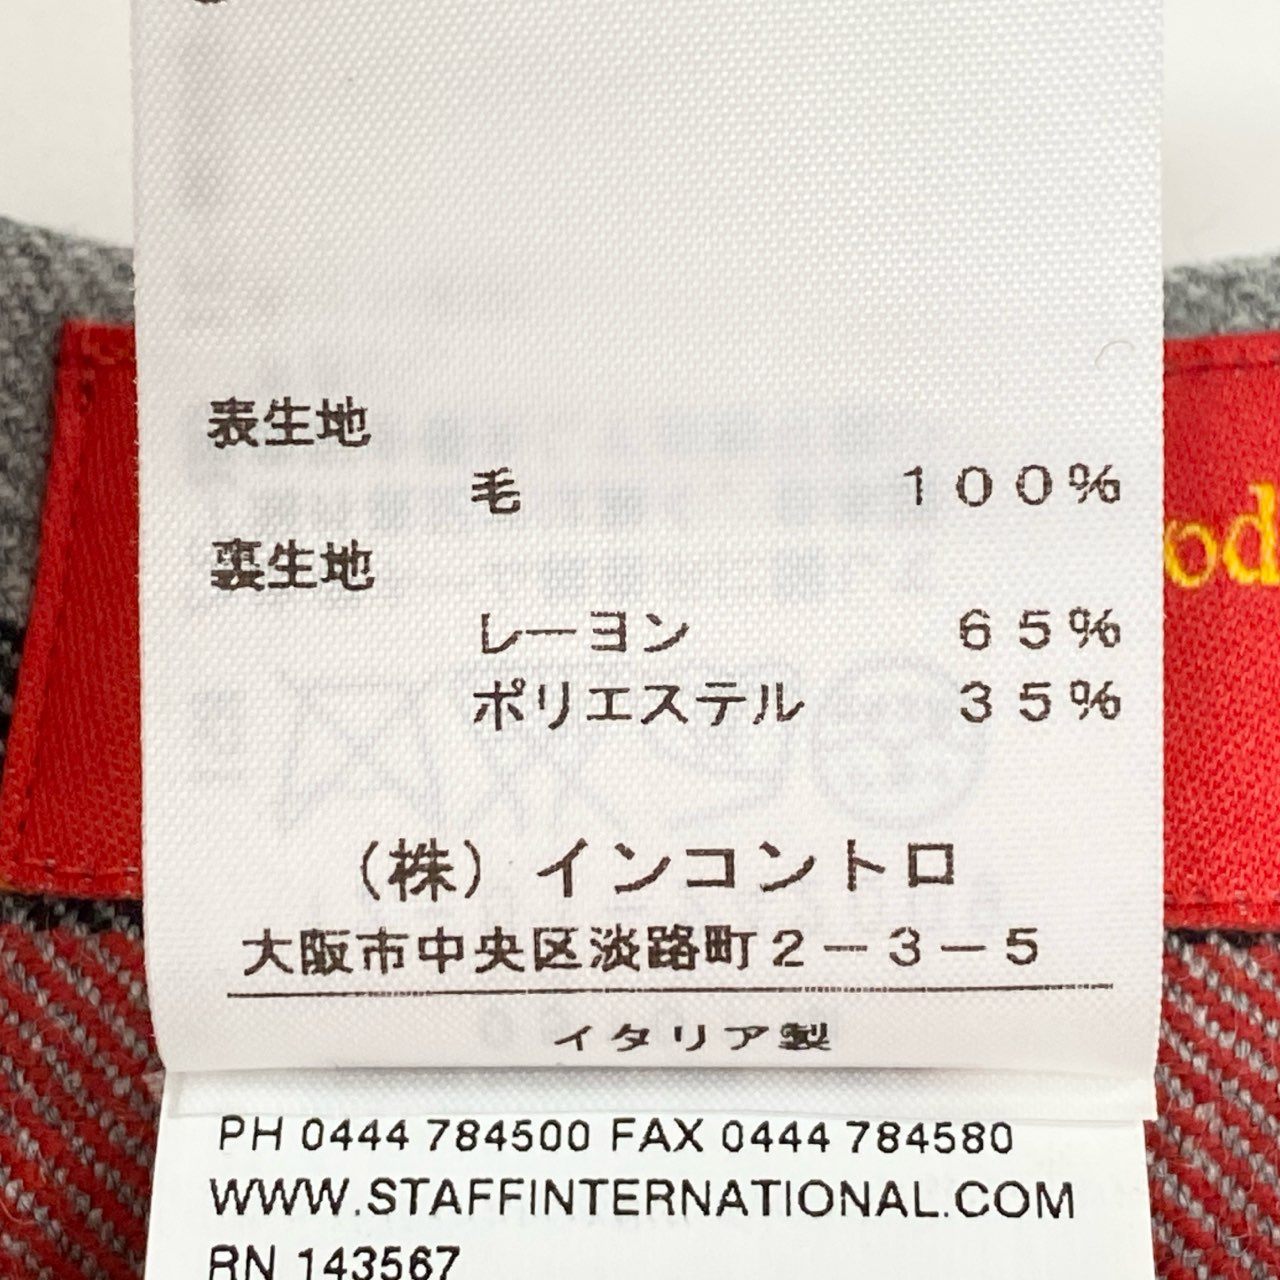 表生地
毛 100%
裏生地
レーヨン 65%
ポリエステル 35%
(株)インコントロ
大阪市中央区淡路町2-3-5
イタリア製
PH 0444 784500 FAX 0444 784580
WWW.STAFFINTERNATIONAL.COM
RN 143567
od